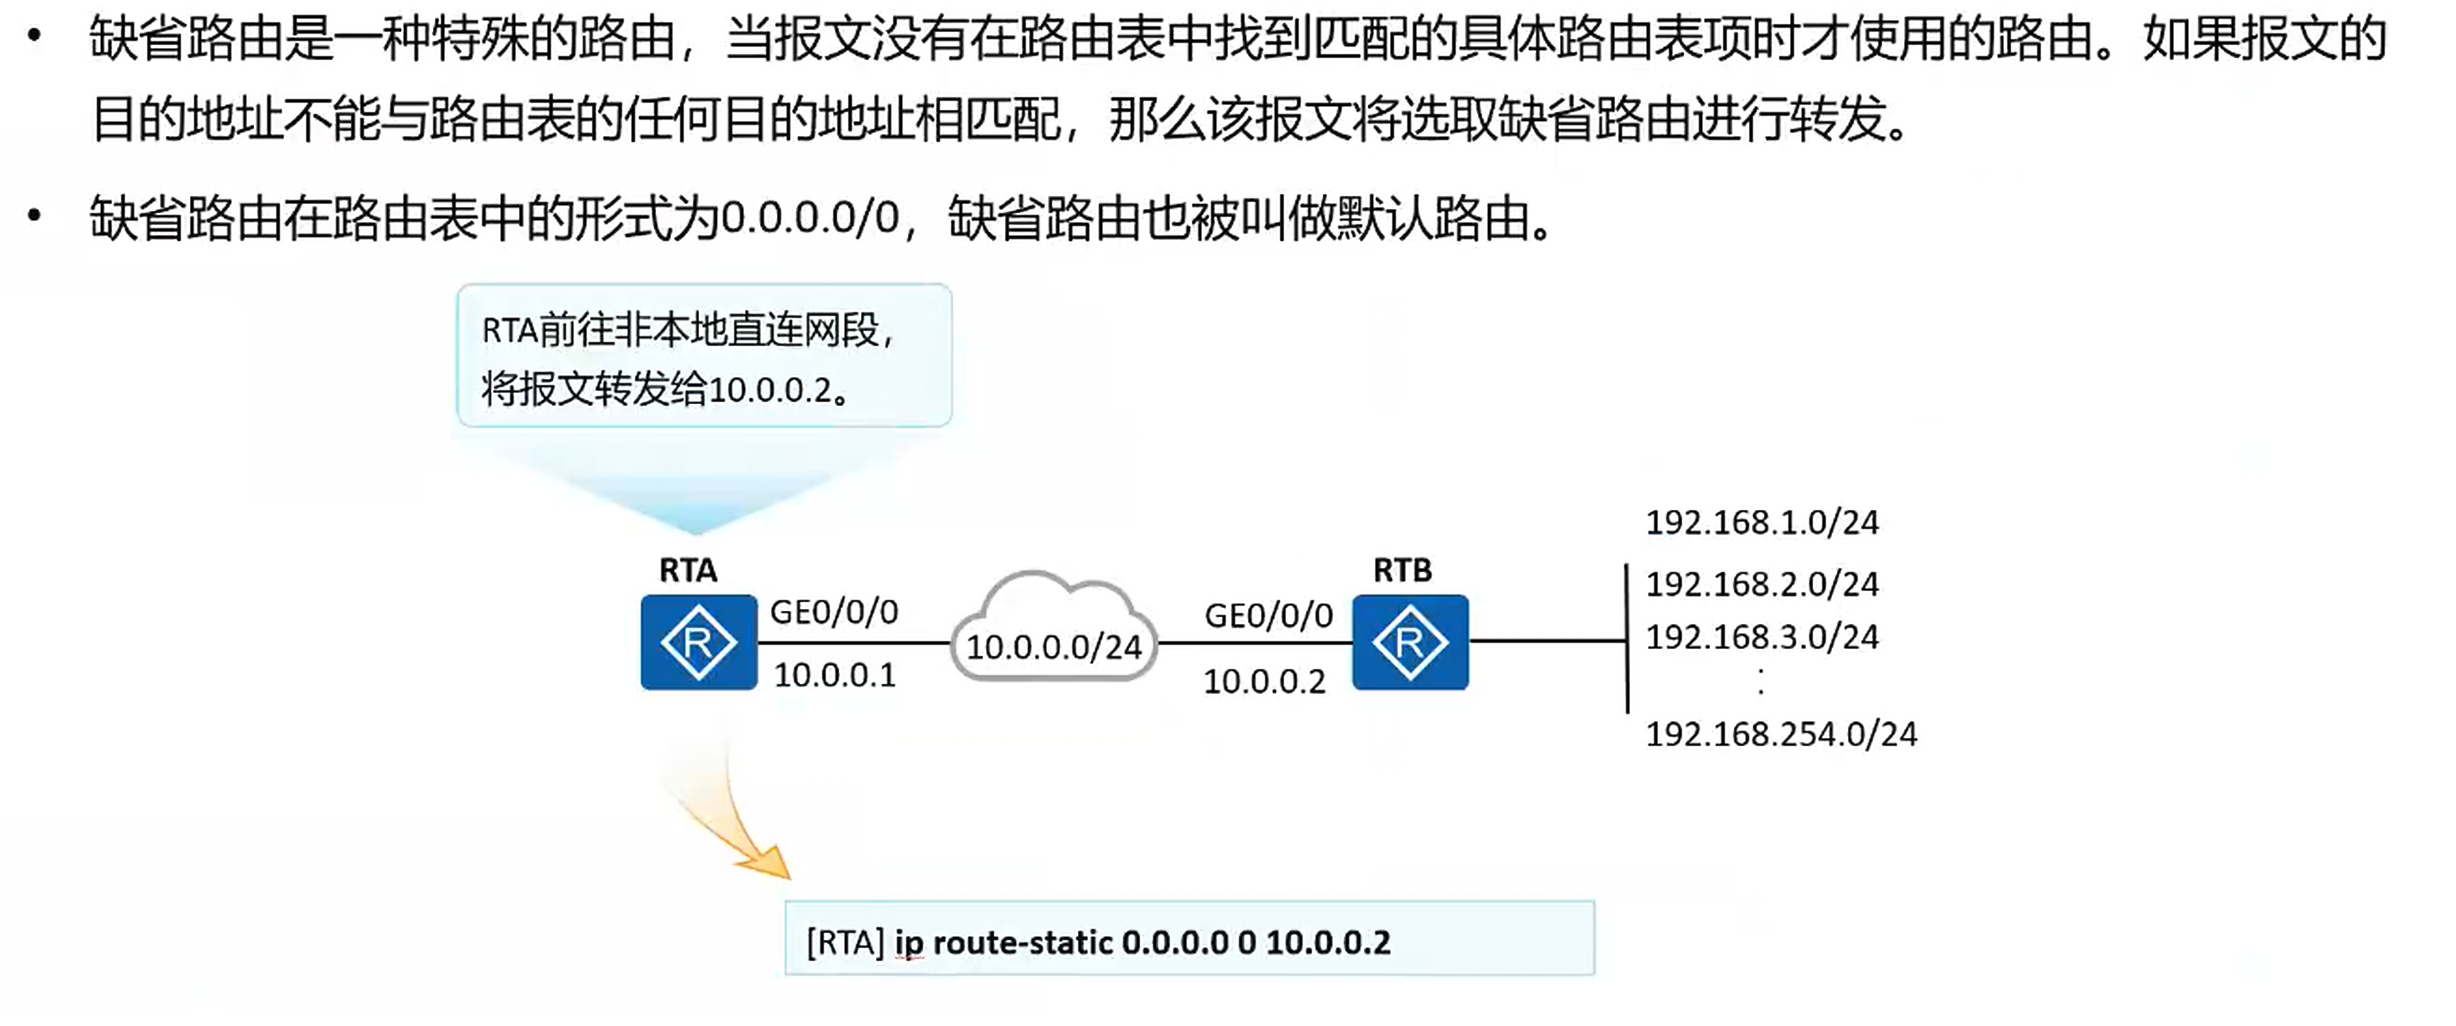 • 缺省路由是一种特殊的路由，当报文没有在路由表中找到匹配的具体路由表项时才使用的路由。如果报文的
目的地址不能与路由表的任何目的地址相匹配，那么该报文将选取缺省路由进行转发。
• 缺省路由在路由表中的形式为0.0.0.0/0，缺省路由也被叫做默认路由。
RTA前往非本地直连网段，
将报文转发给10.0.0.2。
RTA
R
GE0/0/0
10.0.0.1
10.0.0.0/24
GE0/0/0
10.0.0.2
RTB
R
192.168.1.0/24
192.168.2.0/24
192.168.3.0/24
:
192.168.254.0/24
[RTA] ip route-static 0.0.0.0 0 10.0.0.2